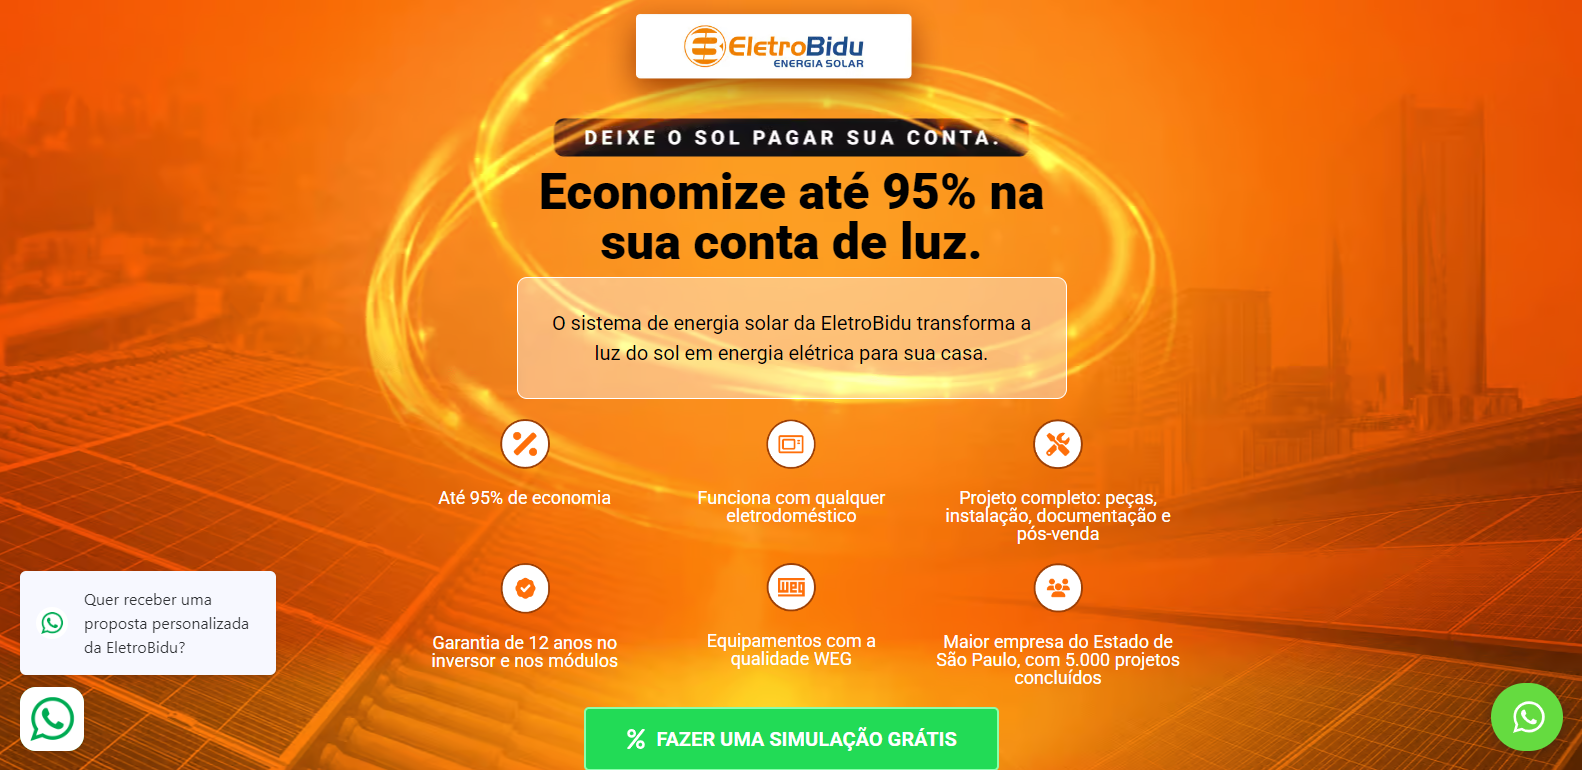 EletroBidu
ENERGIA SOLAR
DEIXE O SOL PAGAR SUA CONTA.
Economize até 95% na
sua conta de luz.
O sistema de energia solar da EletroBidu transforma a
luz do sol em energia elétrica para sua casa.
Até 95% de economia
Funciona com qualquer
eletrodoméstico
Projeto completo: peças,
instalação, documentação e
pós-venda
Garantia de 12 anos no
inversor e nos módulos
weg
Equipamentos com a
qualidade WEG
Maior empresa do Estado de
São Paulo, com 5.000 projetos
concluídos
Quer receber uma
proposta personalizada
da EletroBidu?
% FAZER UMA SIMULAÇÃO GRÁTIS